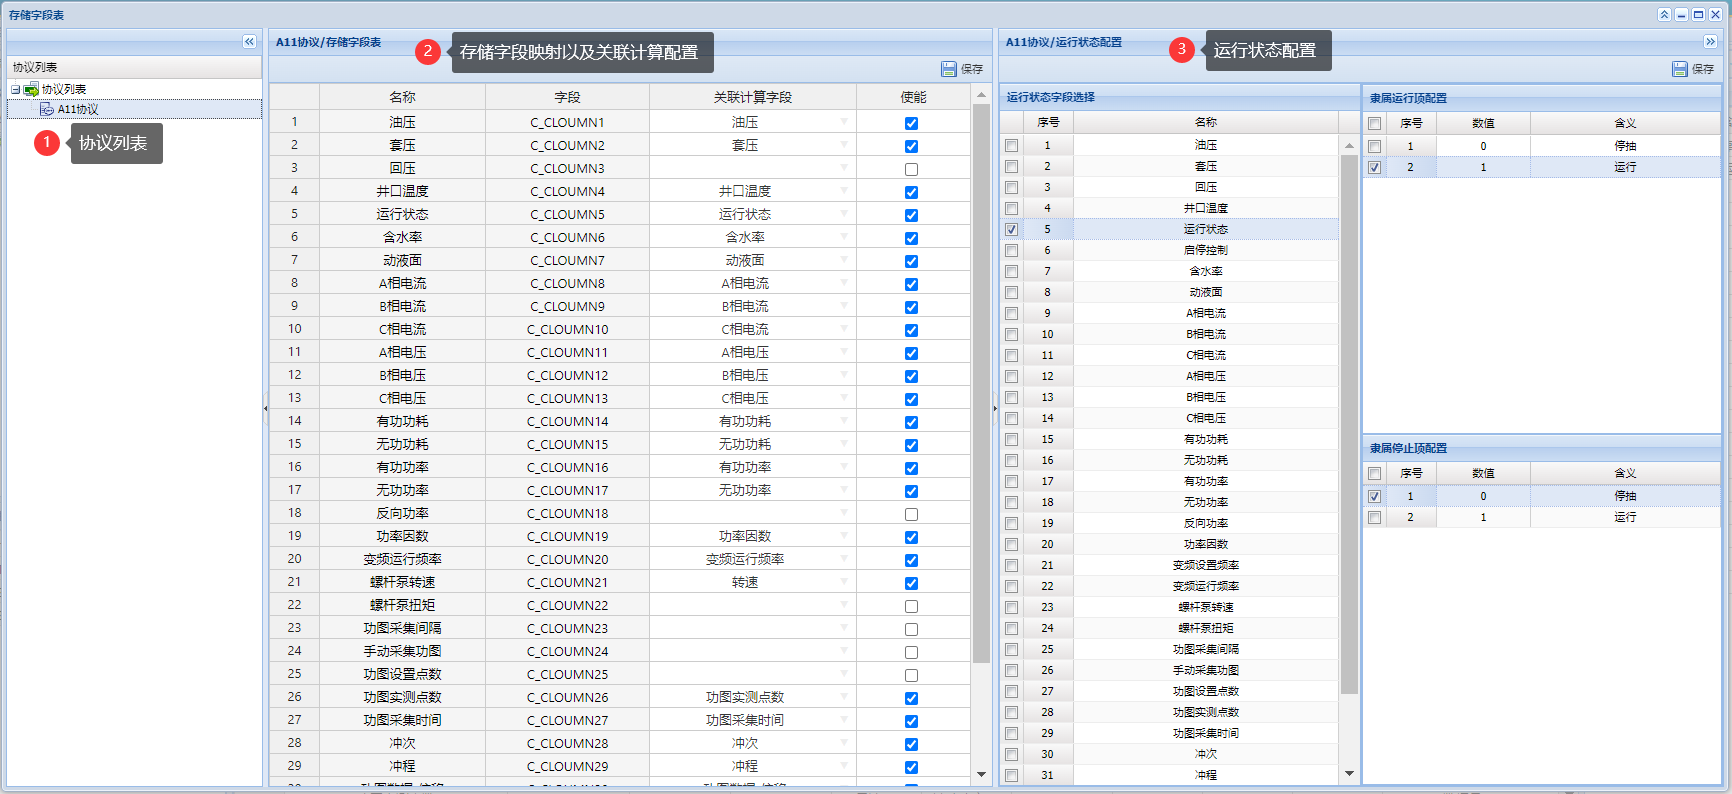 存储字段表
协议列表
协议列表
A11协议
1 协议列表
A11协议/存储字段表
2 存储字段映射以及关联计算配置
保存
名称 字段 关联计算字段 使能
1 油压 C_CLOUMN1 油压
2 套压 C_CLOUMN2 套压
3 回压 C_CLOUMN3
4 井口温度 C_CLOUMN4 井口温度
5 运行状态 C_CLOUMN5 运行状态
6 含水率 C_CLOUMN6 含水率
7 动液面 C_CLOUMN7 动液面
8 A相电流 C_CLOUMN8 A相电流
9 B相电流 C_CLOUMN9 B相电流
10 C相电流 C_CLOUMN10 C相电流
11 A相电压 C_CLOUMN11 A相电压
12 B相电压 C_CLOUMN12 B相电压
13 C相电压 C_CLOUMN13 C相电压
14 有功功耗 C_CLOUMN14 有功功耗
15 无功功耗 C_CLOUMN15 无功功耗
16 有功功率 C_CLOUMN16 有功功率
17 无功功率 C_CLOUMN17 无功功率
18 反向功率 C_CLOUMN18
19 功率因数 C_CLOUMN19 功率因数
20 变频运行频率 C_CLOUMN20 变频运行频率
21 螺杆泵转速 C_CLOUMN21 转速
22 螺杆泵扭矩 C_CLOUMN22
23 功图采集间隔 C_CLOUMN23
24 手动采集功图 C_CLOUMN24
25 功图设置点数 C_CLOUMN25
26 功图实测点数 C_CLOUMN26 功图实测点数
27 功图采集时间 C_CLOUMN27 功图采集时间
28 冲次 C_CLOUMN28 冲次
29 冲程 C_CLOUMN29 冲程
A11协议/运行状态配置
3 运行状态配置
保存
运行状态字段选择
序号 名称
1 油压
2 套压
3 回压
4 井口温度
5 运行状态
6 启停控制
7 含水率
8 动液面
9 A相电流
10 B相电流
11 C相电流
12 A相电压
13 B相电压
14 C相电压
15 有功功耗
16 无功功耗
17 有功功率
18 无功功率
19 反向功率
20 功率因数
21 变频设置频率
22 变频运行频率
23 螺杆泵转速
24 螺杆泵扭矩
25 功图采集间隔
26 手动采集功图
27 功图设置点数
28 功图实测点数
29 功图采集时间
30 冲次
31 冲程
隶属运行项配置
序号 数值 含义
1 0 停抽
2 1 运行
隶属停止项配置
序号 数值 含义
1 0 停抽
2 1 运行